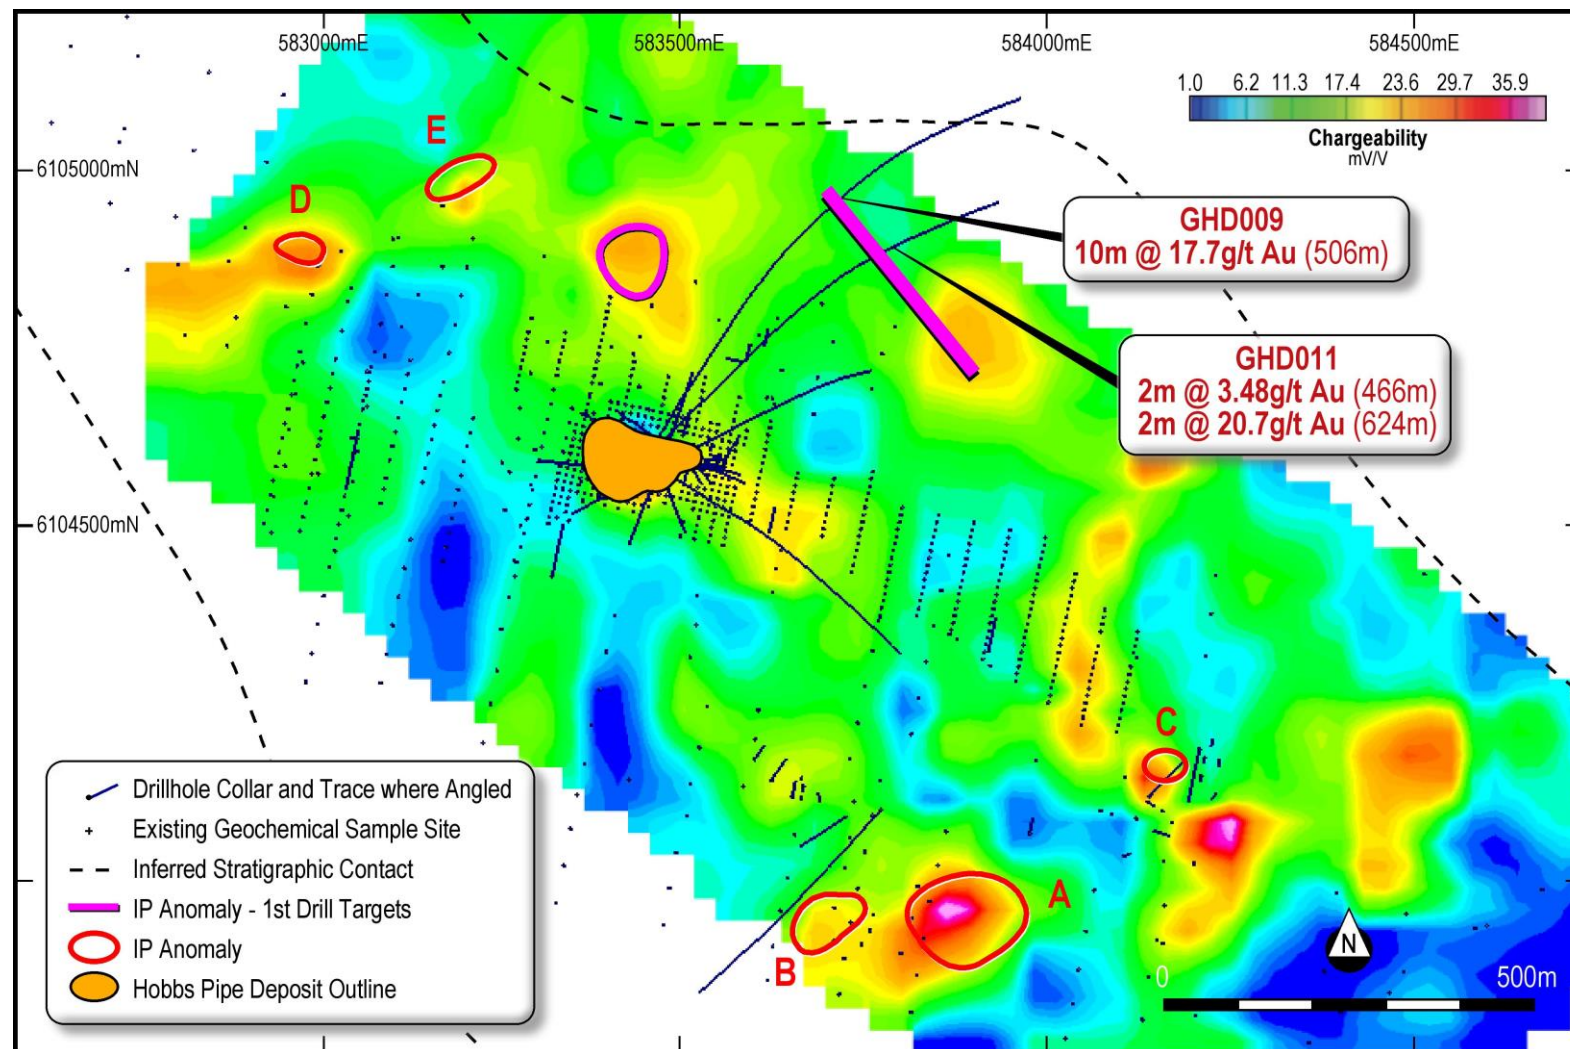 583000mE
583500mE
584000mE
584500mE
1.0 6.2 11.3 17.4 23.6 29.7 35.9
Chargeability
mV/V
E
6105000mN
D
GHD009
10m @ 17.7g/t Au (506m)
GHD011
2m @ 3.48g/t Au (466m)
2m @ 20.7g/t Au (624m)
6104500mN
C
A
B
Drillhole Collar and Trace where Angled
Existing Geochemical Sample Site
Inferred Stratigraphic Contact
IP Anomaly - 1st Drill Targets
IP Anomaly
Hobbs Pipe Deposit Outline
N
0 500m